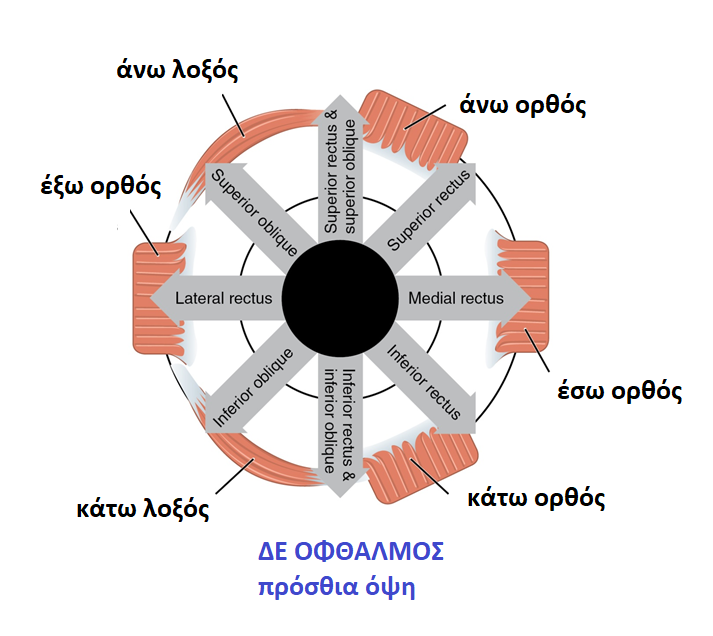 άνω λοξός
άνω ορθός
έξω ορθός
Superior rectus &
superior oblique
Superior oblique
Superior rectus
Lateral rectus
Medial rectus
Inferior oblique
Inferior rectus
Inferior rectus &
inferior oblique
έσω ορθός
κάτω λοξός
κάτω ορθός
ΔΕ ΟΦΘΑΛΜΟΣ
πρόσθια όψη